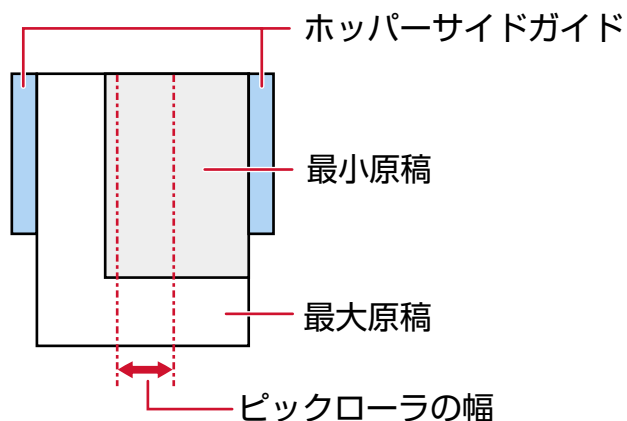 ホッパーサイドガイド
最小原稿
最大原稿
ピックローラの幅